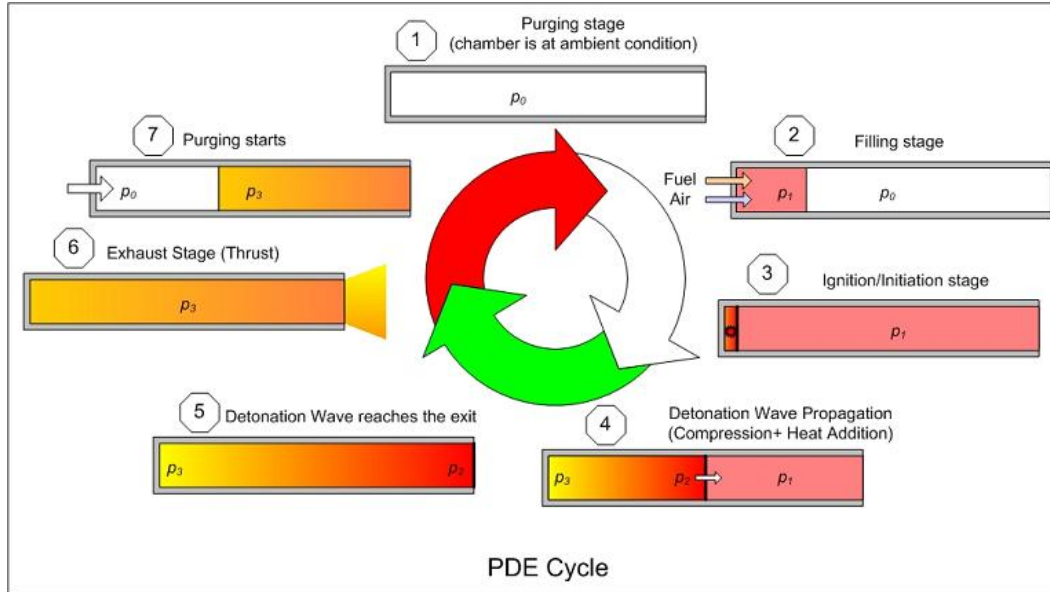 1
Purging stage
(chamber is at ambient condition)
p0
2
Filling stage
Fuel
Air
p1
p0
3
Ignition/Initiation stage
p1
4
Detonation Wave Propagation
(Compression+ Heat Addition)
p3
p2
p1
5
Detonation Wave reaches the exit
p3
p2
6
Exhaust Stage (Thrust)
p3
7
Purging starts
p0
p3
PDE Cycle